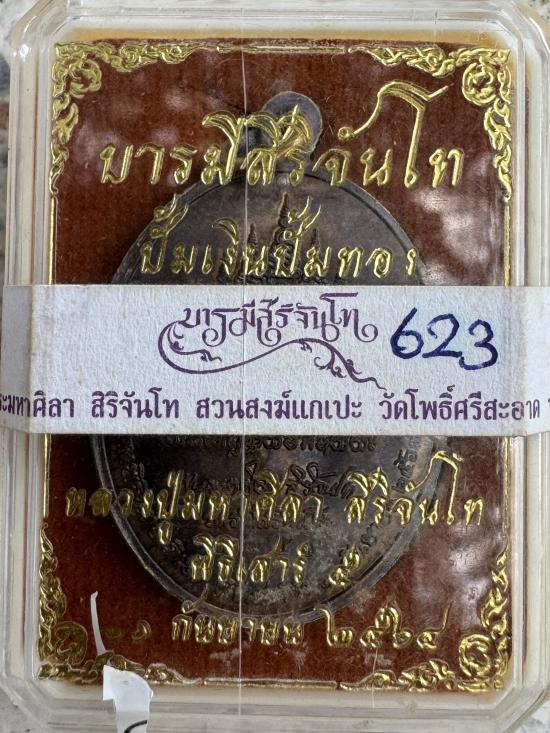 บารมีสิริจันโท
ปั๊มเงินปั๊มทอง
บารมีสิริจันโท 623
ระมหาศิลา สิริจันโท สวนสงฆ์แกเปะ วัดโพธิ์ศรีสะอาด
หลวงปู่มหาศิลา สิริจันโท
พิธีเสาร์ ๕
กันยายน ๒๕๖๔